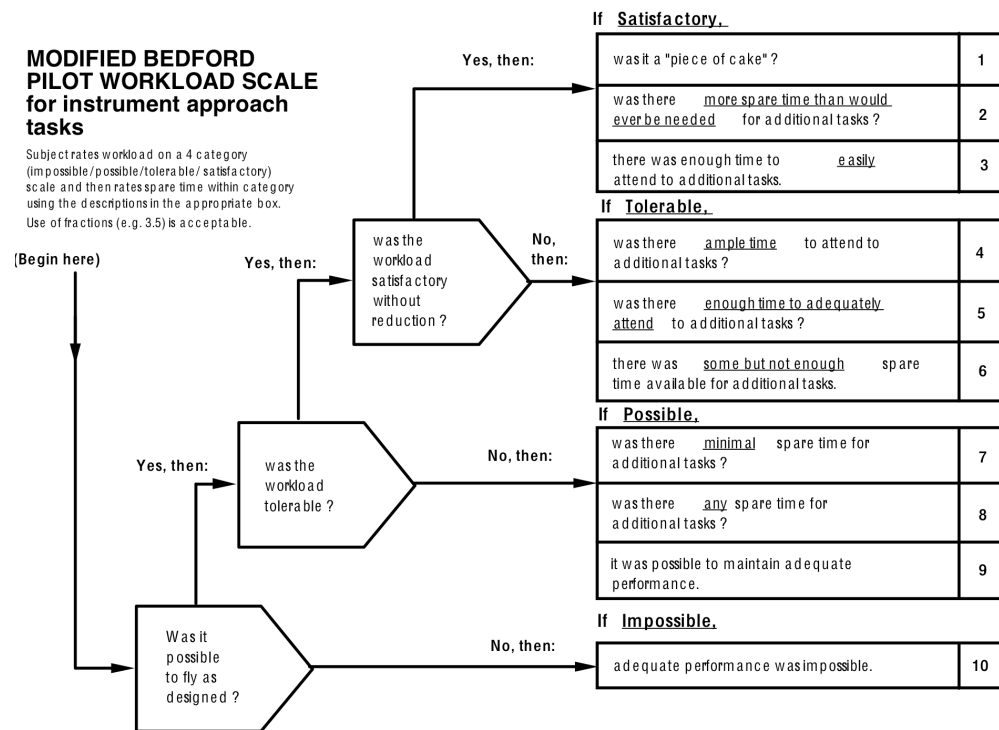 MODIFIED BEDFORD
PILOT WORKLOAD SCALE
for instrument approach
tasks
Subject rates workload on a 4 category
(impossible/possible/tolerable/ satisfactory)
scale and then rates spare time within category
using the descriptions in the appropriate box.
Use of fractions (e.g. 3.5) is acceptable.
(Begin here)
Was it
possible
to fly as
designed ?
Yes, then:
No, then:
was the
workload
tolerable ?
Yes, then:
No, then:
was the
workload
satisfactory
without
reduction ?
Yes, then:
No,
then:
If Satisfactory,
was it a "piece of cake" ?
1
was there more spare time than would
ever be needed for additional tasks ?
2
there was enough time to easily
attend to additional tasks.
3
If Tolerable,
was there ample time to attend to
additional tasks ?
4
was there enough time to adequately
attend to additional tasks ?
5
there was some but not enough spare
time available for additional tasks.
6
If Possible,
was there minimal spare time for
additional tasks ?
7
was there any spare time for
additional tasks ?
8
it was possible to maintain adequate
performance.
9
If Impossible,
adequate performance was impossible.
10